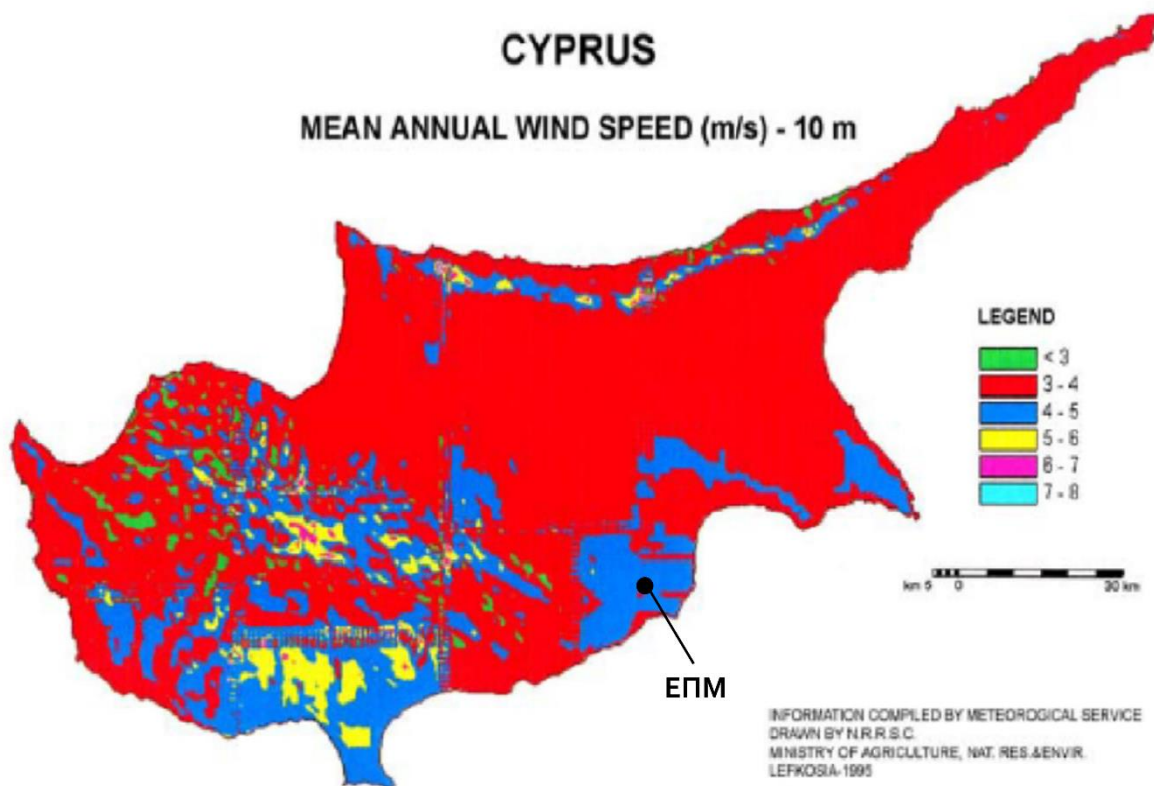 CYPRUS
MEAN ANNUAL WIND SPEED (m/s) - 10 m
LEGEND
< 3
3 - 4
4 - 5
5 - 6
6 - 7
7 - 8
km 5 0 30 km
ΕΠΜ
INFORMATION COMPILED BY METEOROGICAL SERVICE
DRAWN BY N.R.R.S.C.
MINISTRY OF AGRICULTURE, NAT. RES.&ENVIR.
LEFKOSIA-1995